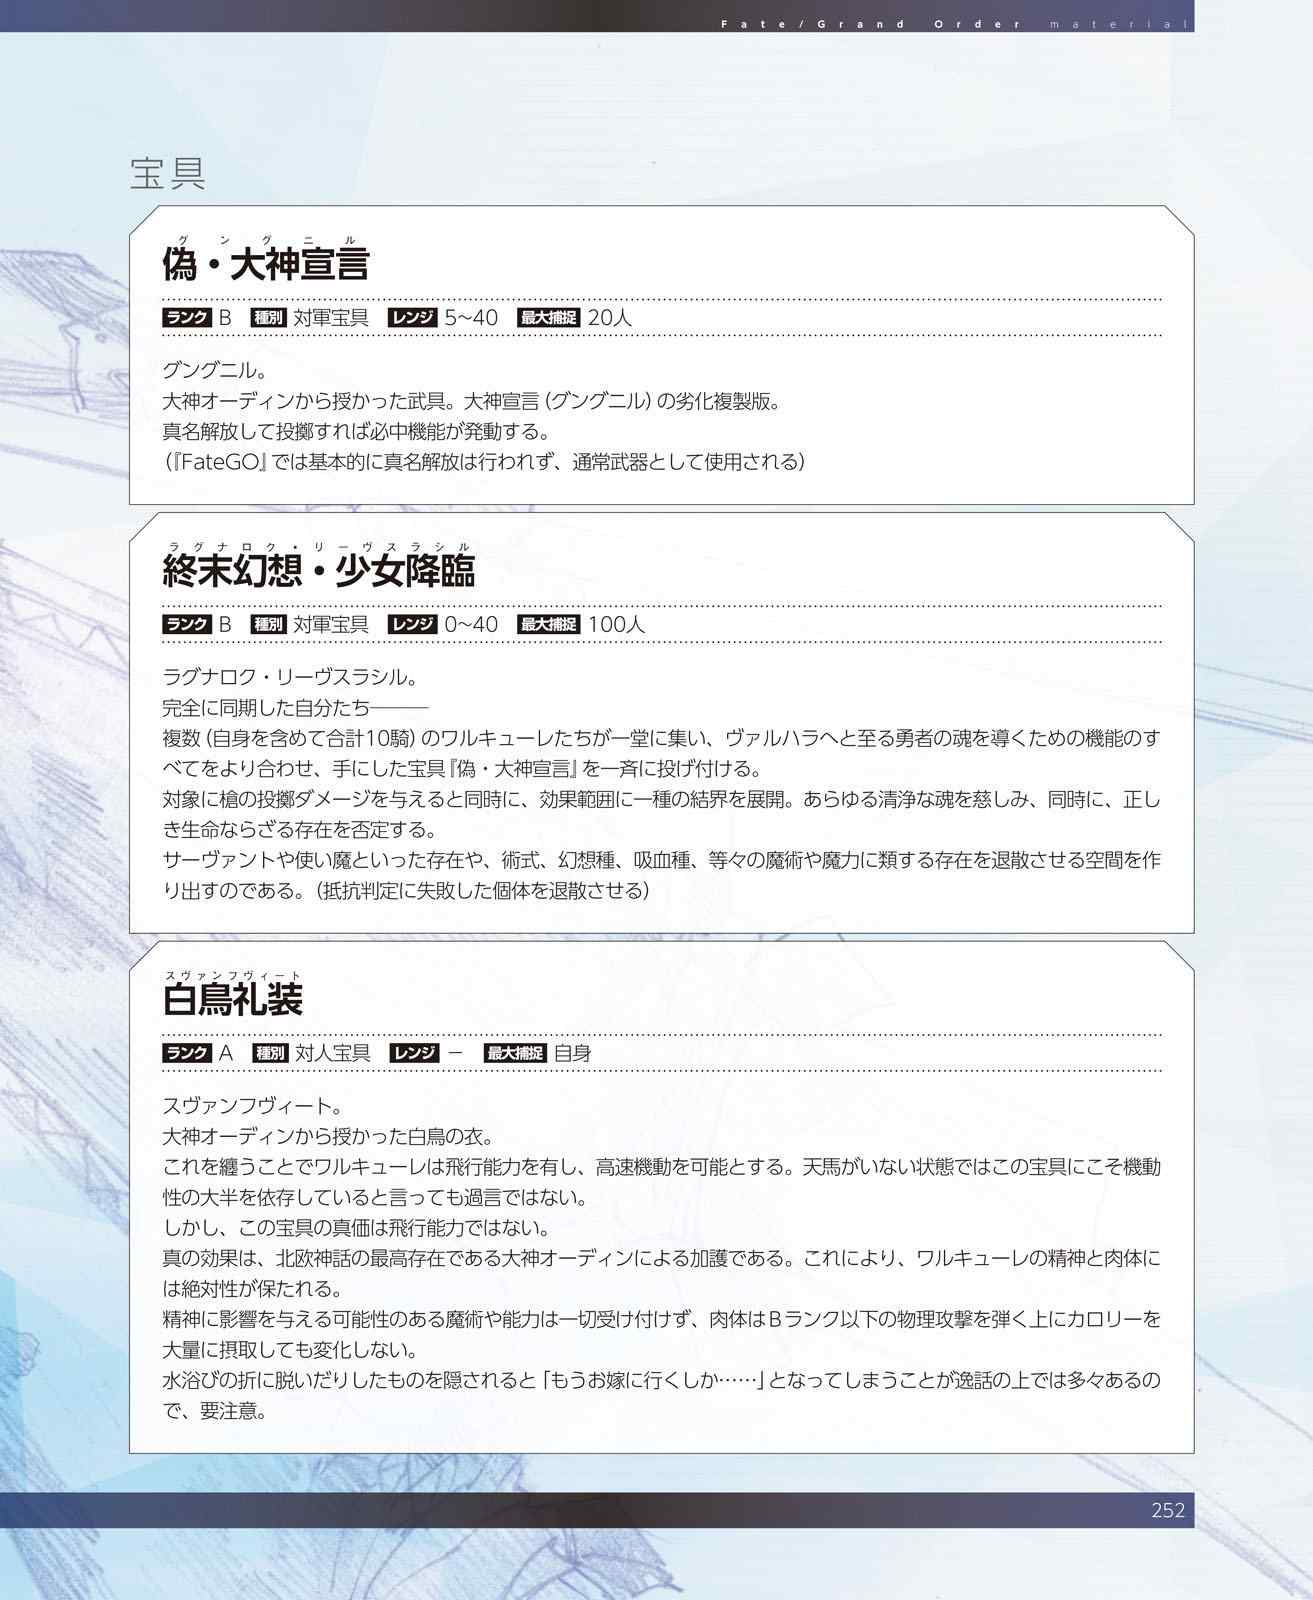 Fate/Grand Order material
宝具
グングニル
偽・大神宣言
ランク B 種別 対軍宝具 レンジ 5〜40 最大捕捉 20人
グングニル。
大神オーディンから授かった武具。大神宣言（グングニル）の劣化複製版。
真名解放して投擲すれば必中機能が発動する。
（『FateGO』では基本的に真名解放は行われず、通常武器として使用される）
ラグナロク・リーヴスラシル
終末幻想・少女降臨
ランク B 種別 対軍宝具 レンジ 0〜40 最大捕捉 100人
ラグナロク・リーヴスラシル。
完全に同期した自分たち───
複数（自身を含めて合計10騎）のワルキューレたちが一堂に集い、ヴァルハラへと至る勇者の魂を導くための機能のす
べてをより合わせ、手にした宝具『偽・大神宣言』を一斉に投げ付ける。
対象に槍の投擲ダメージを与えると同時に、効果範囲に一種の結界を展開。あらゆる清浄な魂を慈しみ、同時に、正し
き生命ならざる存在を否定する。
サーヴァントや使い魔といった存在や、術式、幻想種、吸血種、等々の魔術や魔力に類する存在を退散させる空間を作
り出すのである。（抵抗判定に失敗した個体を退散させる）
スヴァンフヴィート
白鳥礼装
ランク A 種別 対人宝具 レンジ − 最大捕捉 自身
スヴァンフヴィート。
大神オーディンから授かった白鳥の衣。
これを纏うことでワルキューレは飛行能力を有し、高速機動を可能とする。天馬がいない状態ではこの宝具にこそ機動
性の大半を依存していると言っても過言ではない。
しかし、この宝具の真価は飛行能力ではない。
真の効果は、北欧神話の最高存在である大神オーディンによる加護である。これにより、ワルキューレの精神と肉体に
は絶対性が保たれる。
精神に影響を与える可能性のある魔術や能力は一切受け付けず、肉体はBランク以下の物理攻撃を弾く上にカロリーを
大量に摂取しても変化しない。
水浴びの折に脱いだりしたものを隠されると「もうお嫁に行くしか……」となってしまうことが逸話の上では多々あるの
で、要注意。
252